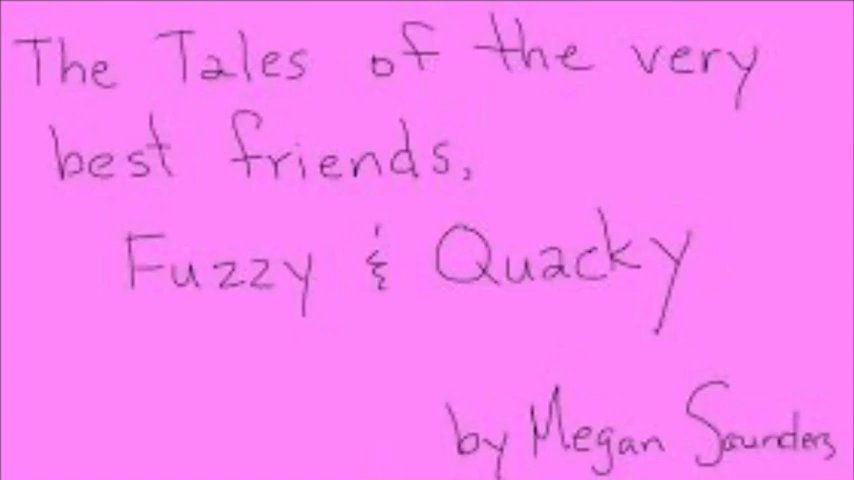 The Tales of the very
best friends,
Fuzzy & Quacky
by Megan Saunders